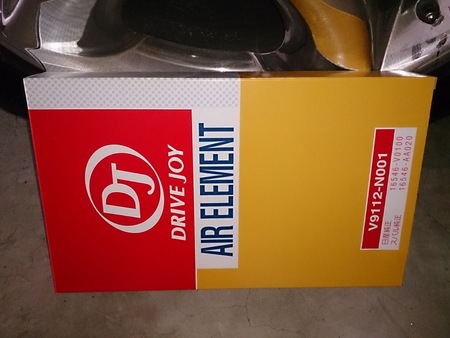 DJ
DRIVE JOY
AIR ELEMENT
V9112-N001
日産純正 16546-V0100
スバル純正 16546-AA020